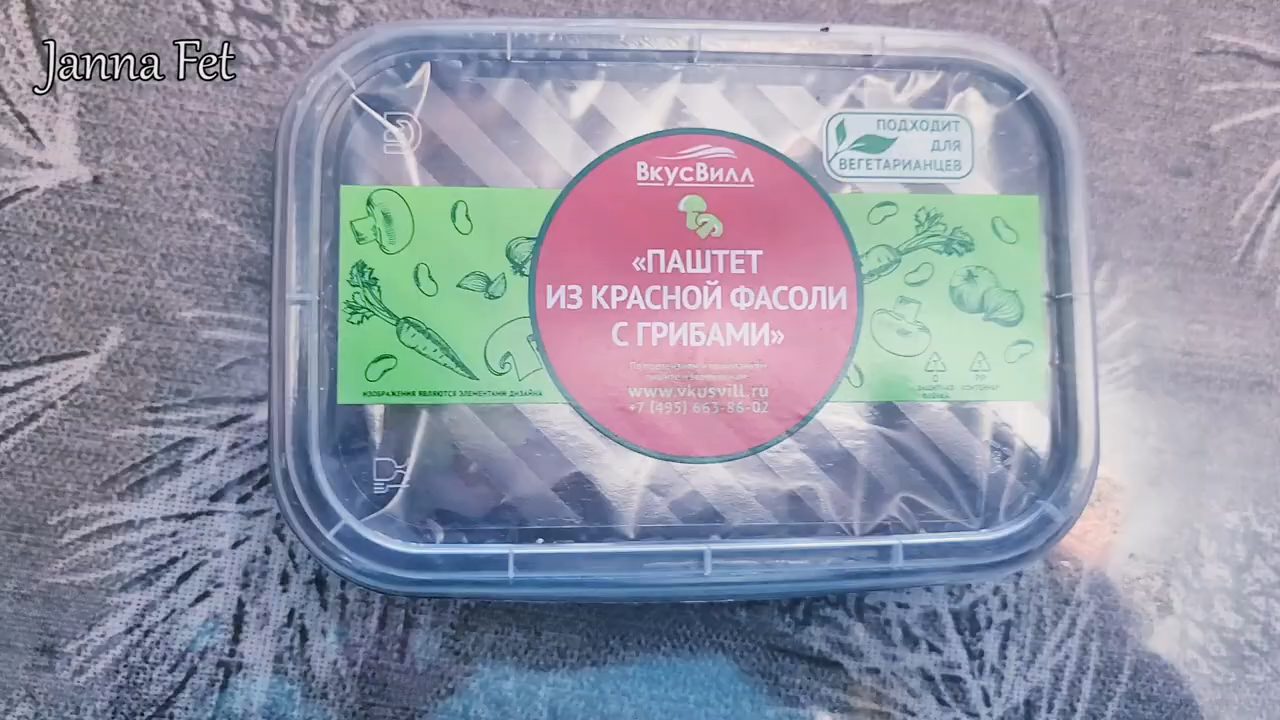 Janna Fet
ПОДХОДИТ
ДЛЯ
ВЕГЕТАРИАНЦЕВ
ВкусВилл
«ПАШТЕТ
ИЗ КРАСНОЙ ФАСОЛИ
С ГРИБАМИ»
www.vkusvill.ru
+7 (495) 663-86-02
ИЗОБРАЖЕНИЯ ЯВЛЯЮТСЯ ЭЛЕМЕНТАМИ ДИЗАЙНА